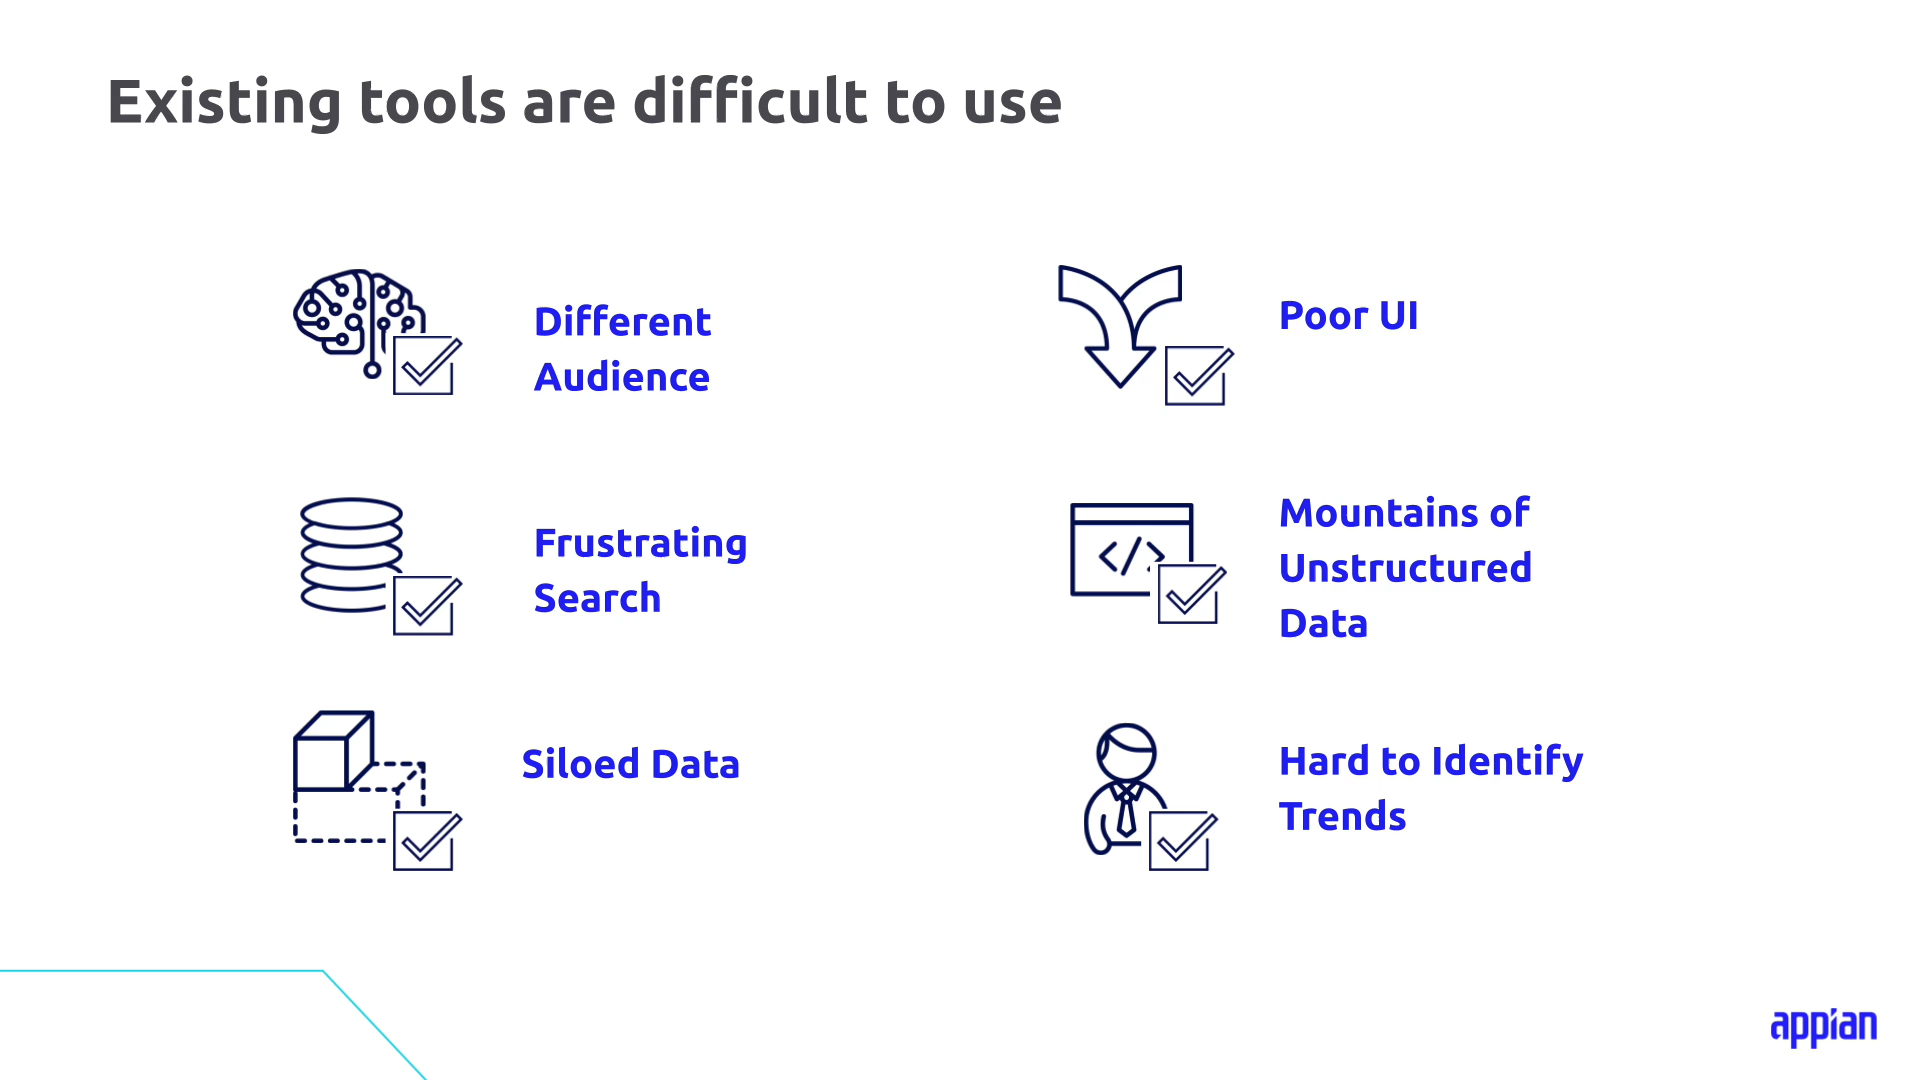 Existing tools are difficult to use
Different
Audience
Poor UI
Frustrating
Search
Mountains of
Unstructured
Data
Siloed Data
Hard to Identify
Trends
appian